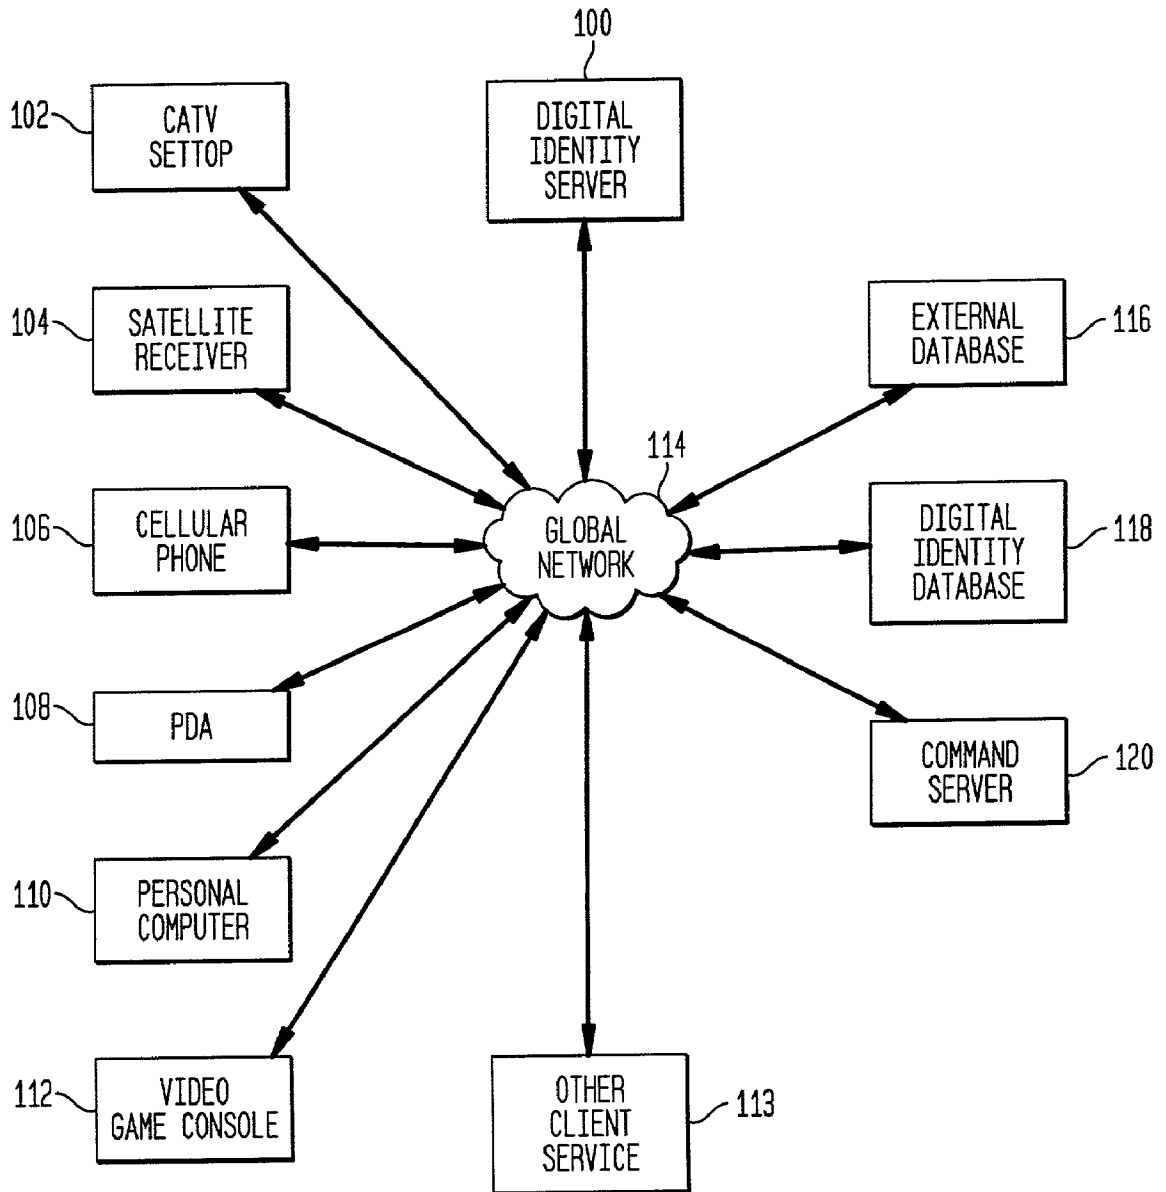 100
DIGITAL
IDENTITY
SERVER
102
CATV
SETTOP
104
SATELLITE
RECEIVER
116
EXTERNAL
DATABASE
114
GLOBAL
NETWORK
106
CELLULAR
PHONE
118
DIGITAL
IDENTITY
DATABASE
108
PDA
120
COMMAND
SERVER
110
PERSONAL
COMPUTER
112
VIDEO
GAME CONSOLE
113
OTHER
CLIENT
SERVICE